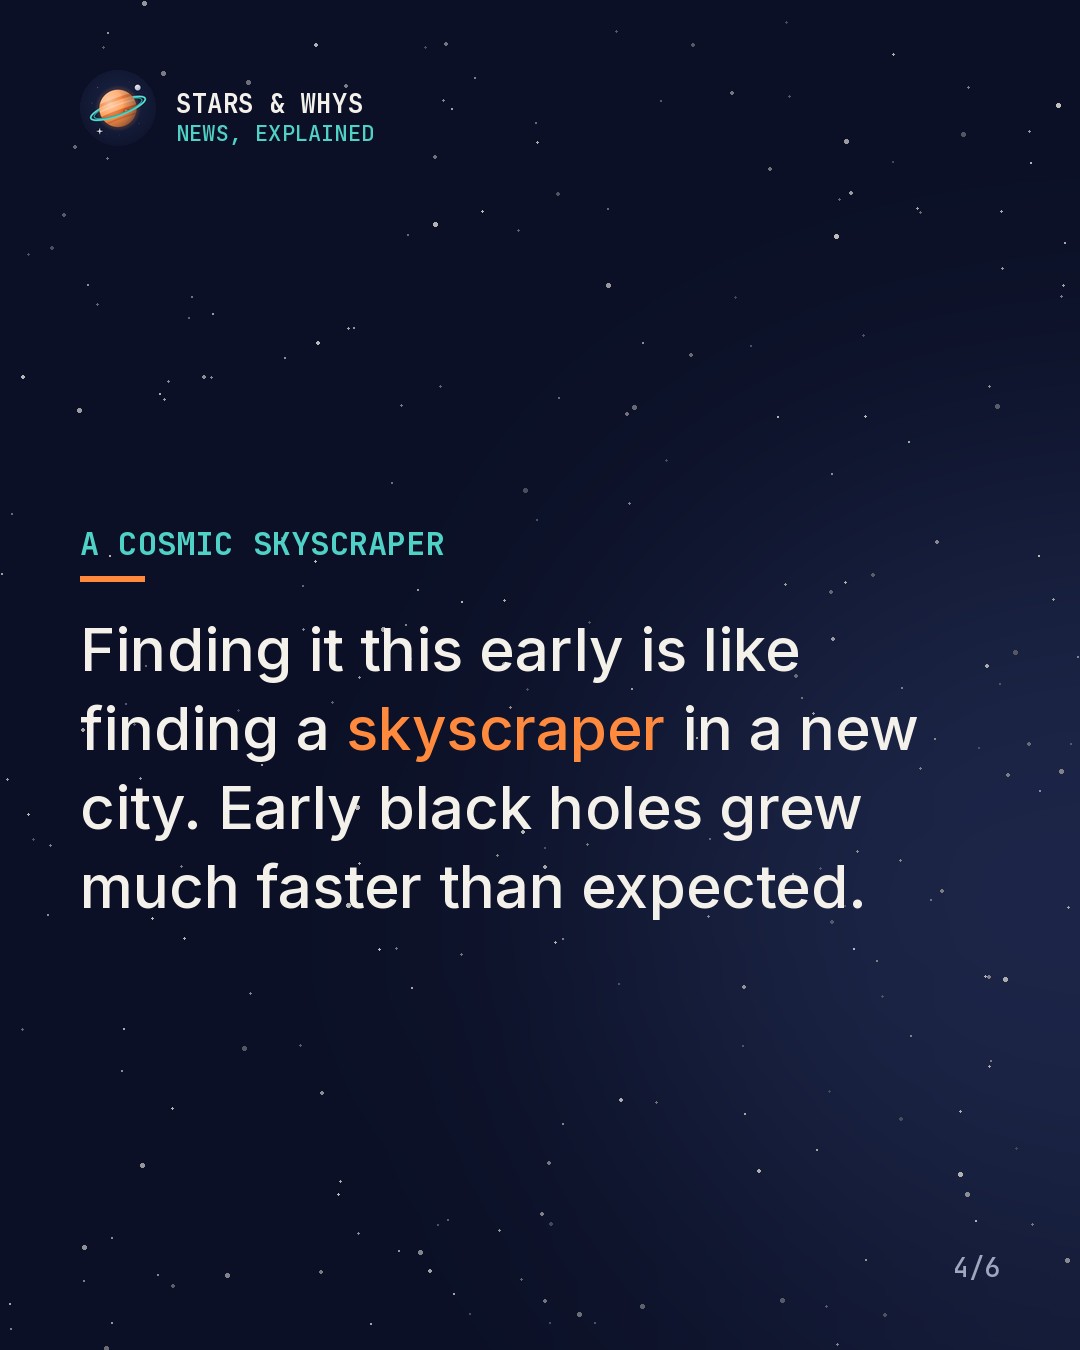 STARS & WHYS
NEWS, EXPLAINED
A COSMIC SKYSCRAPER
Finding it this early is like
finding a skyscraper in a new
city. Early black holes grew
much faster than expected.
4/6